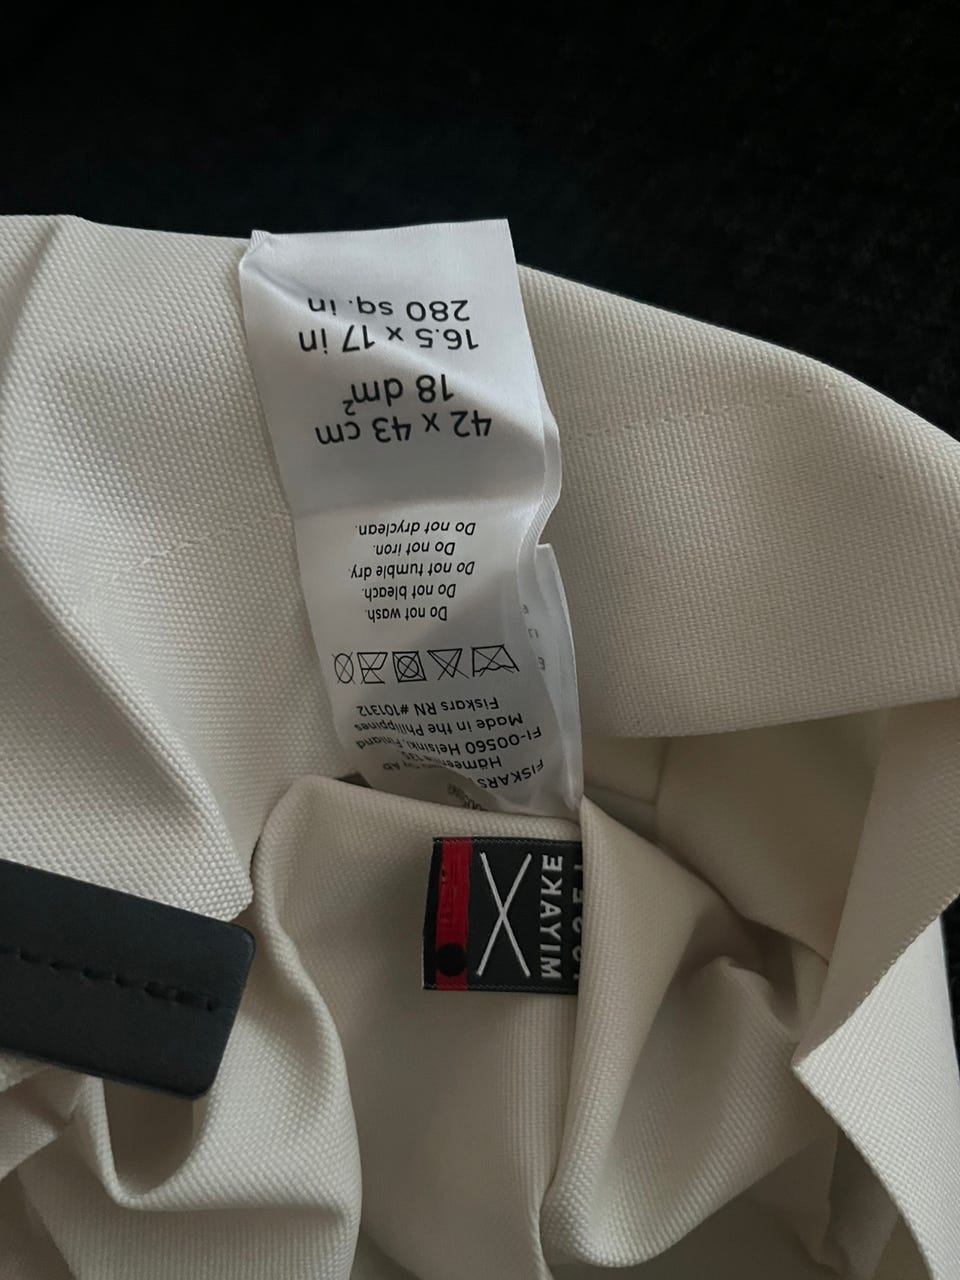 42 x 43 cm
18 dm²
16.5 x 17 in
280 sq. in
FISKARS
FI-00560 Helsinki, Finland
Made in the Philippines
Fiskars RN #101312
Do not wash.
Do not bleach.
Do not tumble dry.
Do not iron.
Do not dryclean.
MIYAKE
X